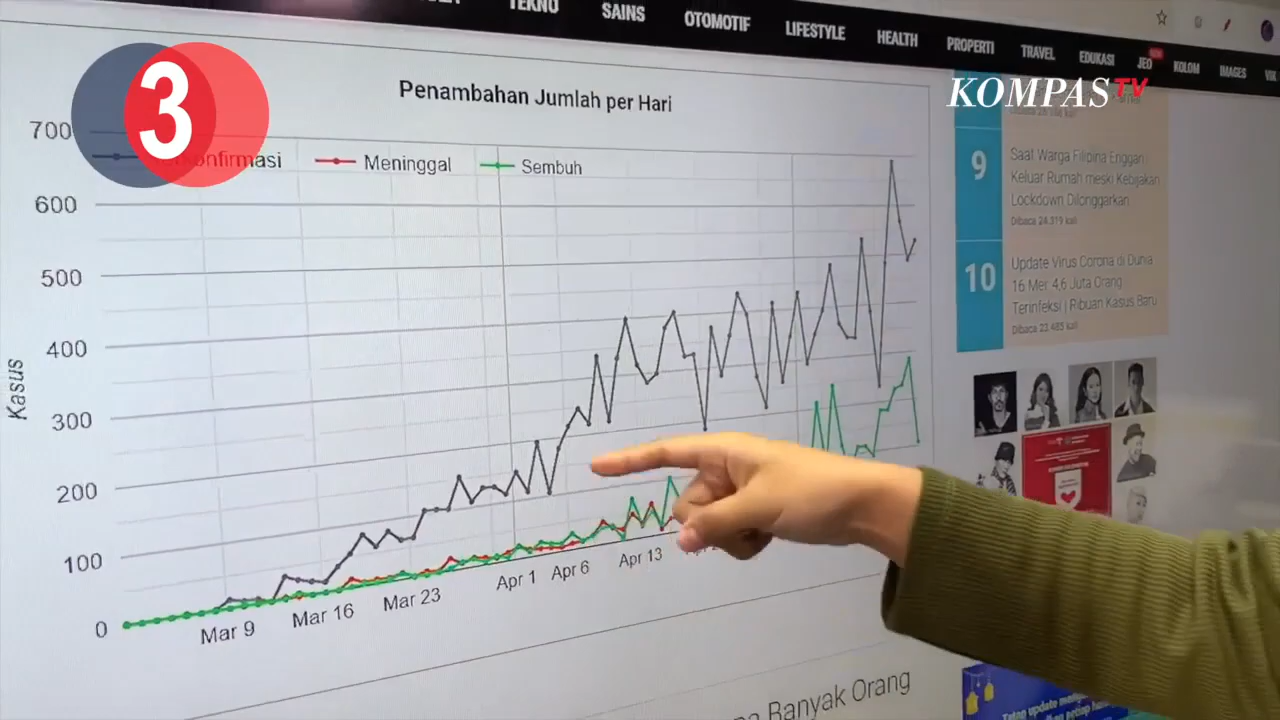 TEKNO
SAINS
OTOMOTIF
LIFESTYLE
HEALTH
PROPERTI
TRAVEL
EDUKASI
JEO
KOLOM
IMAGES
VIK
3
KOMPAS TV
Penambahan Jumlah per Hari
Meninggal
Sembuh
Kasus
700
600
500
400
300
200
100
0
Mar 9
Mar 16
Mar 23
Apr 1
Apr 6
Apr 13
9
Saat Warga Filipina Enggan
Keluar Rumah meski Kebijakan
Lockdown Dilonggarkan
Dibaca 24.319 kali
10
Update Virus Corona di Dunia
16 Mei: 4,6 Juta Orang
Terinfeksi | Ribuan Kasus Baru
Dibaca 23.485 kali
Banyak Orang